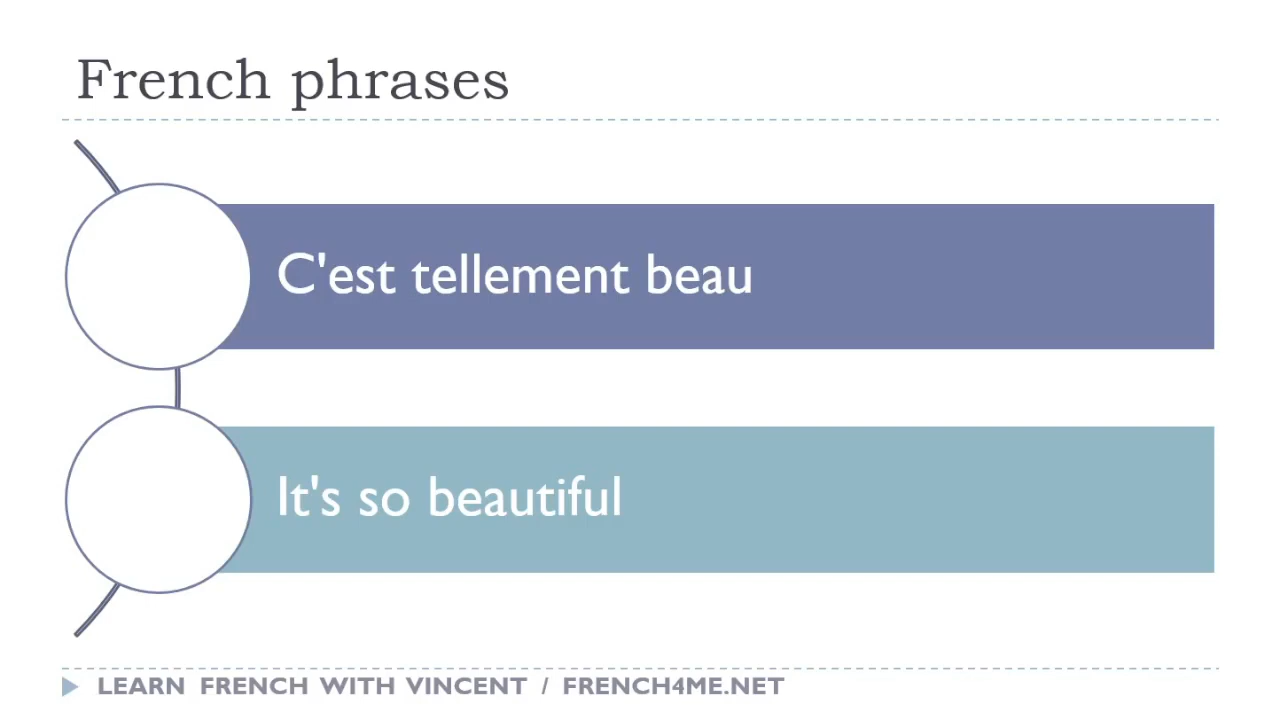 French phrases
C'est tellement beau
It's so beautiful
LEARN FRENCH WITH VINCENT / FRENCH4ME.NET